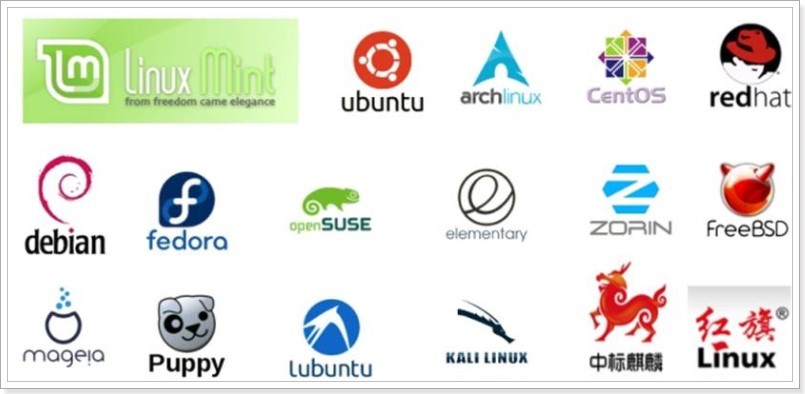 Linux Mint
from freedom came elegance
ubuntu
archlinux
CentOS
redhat
debian
fedora
openSUSE
elementary
ZORIN
FreeBSD
mageia
Puppy
lubuntu
KALI LINUX
中标麒麟
红旗®
Linux